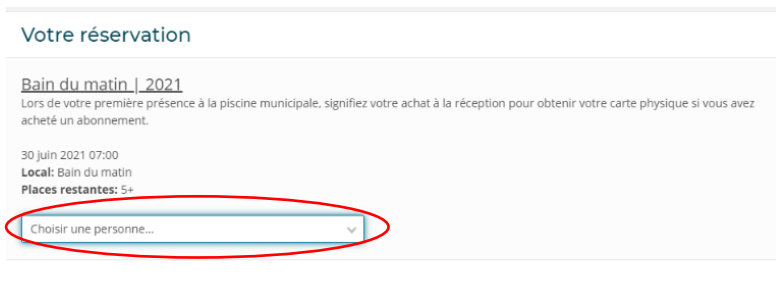 Votre réservation
Bain du matin | 2021
Lors de votre première présence à la piscine municipale, signifiez votre achat à la réception pour obtenir votre carte physique si vous avez
acheté un abonnement.
30 juin 2021 07:00
Local: Bain du matin
Places restantes: 5+
Choisir une personne...